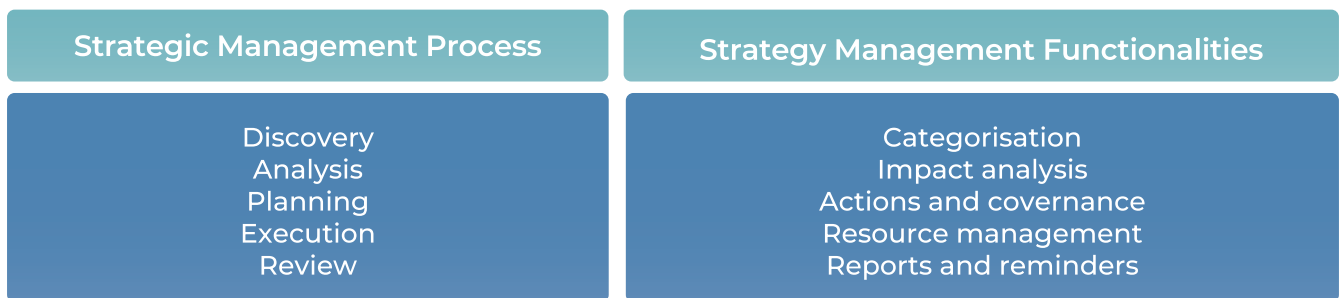 Strategic Management Process
Discovery
Analysis
Planning
Execution
Review
Strategy Management Functionalities
Categorisation
Impact analysis
Actions and covernance
Resource management
Reports and reminders